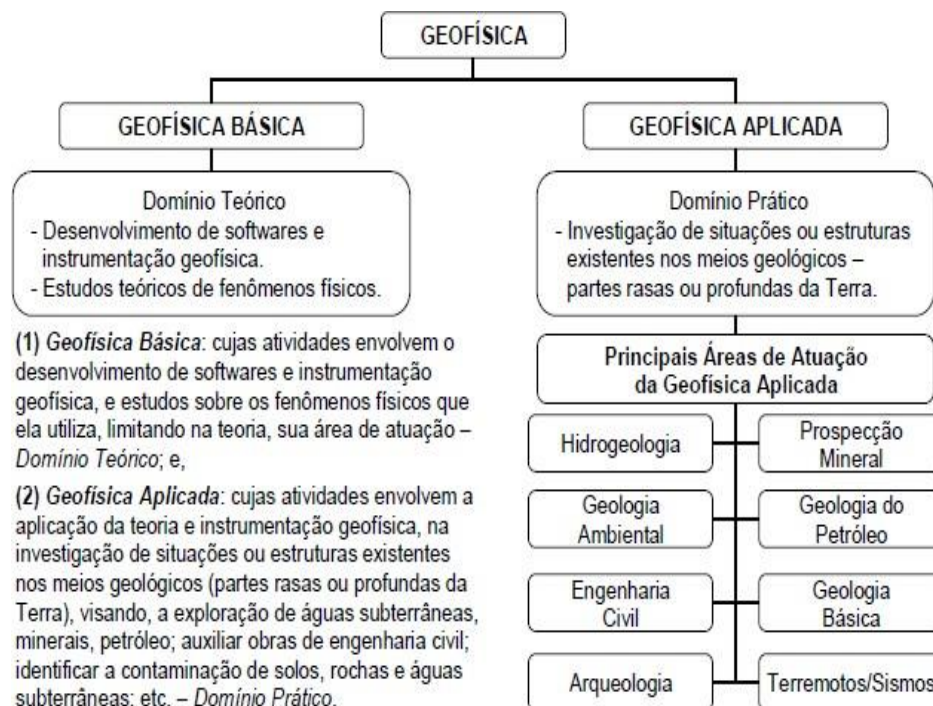 GEOFÍSICA
GEOFÍSICA BÁSICA
GEOFÍSICA APLICADA
Domínio Teórico
- Desenvolvimento de softwares e
instrumentação geofísica.
- Estudos teóricos de fenômenos físicos.
Domínio Prático
- Investigação de situações ou estruturas
existentes nos meios geológicos –
partes rasas ou profundas da Terra.
(1) Geofísica Básica: cujas atividades envolvem o
desenvolvimento de softwares e instrumentação
geofísica, e estudos sobre os fenômenos físicos que
ela utiliza, limitando na teoria, sua área de atuação –
Domínio Teórico; e,
(2) Geofísica Aplicada: cujas atividades envolvem a
aplicação da teoria e instrumentação geofísica, na
investigação de situações ou estruturas existentes
nos meios geológicos (partes rasas ou profundas da
Terra), visando, a exploração de águas subterrâneas,
minerais, petróleo; auxiliar obras de engenharia civil;
identificar a contaminação de solos, rochas e águas
subterrâneas; etc. – Domínio Prático.
Principais Áreas de Atuação
da Geofísica Aplicada
Hidrogeologia
Prospecção
Mineral
Geologia
Ambiental
Geologia do
Petróleo
Engenharia
Civil
Geologia
Básica
Arqueologia
Terremotos/Sismos